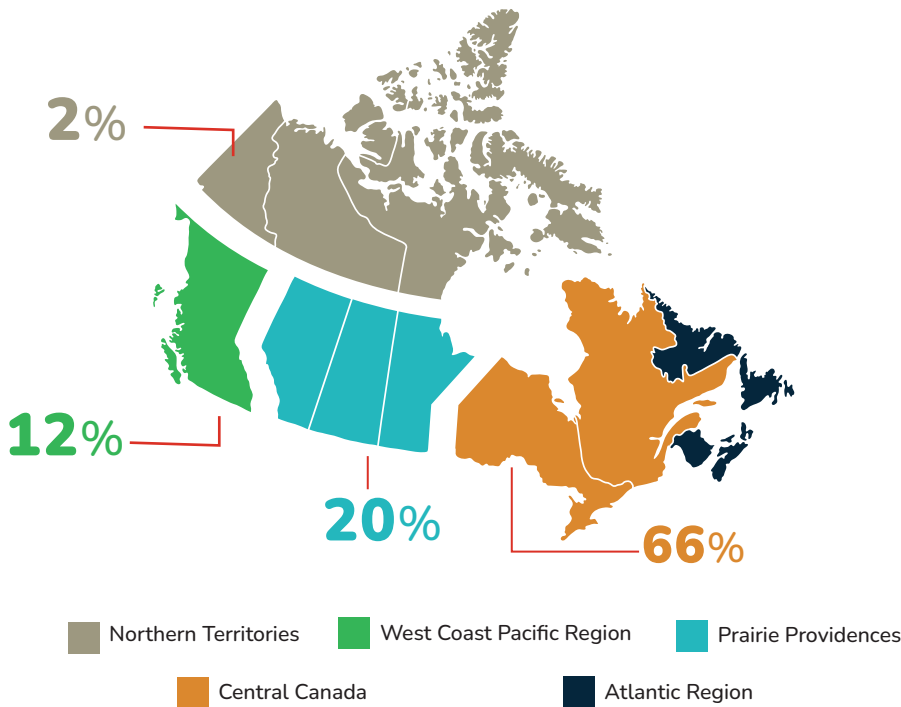 2%
12%
20%
66%
Northern Territories
West Coast Pacific Region
Prairie Providences
Central Canada
Atlantic Region